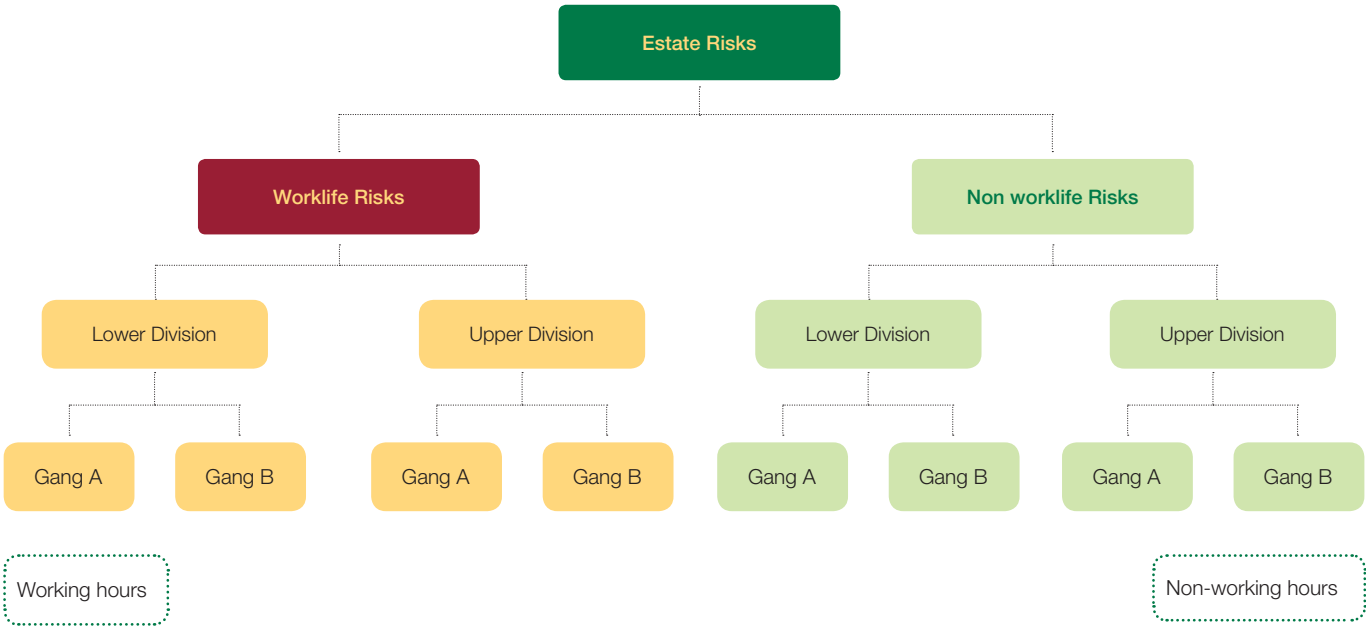 Estate Risks
Worklife Risks
Non worklife Risks
Lower Division
Upper Division
Lower Division
Upper Division
Gang A
Gang B
Gang A
Gang B
Gang A
Gang B
Gang A
Gang B
Working hours
Non-working hours